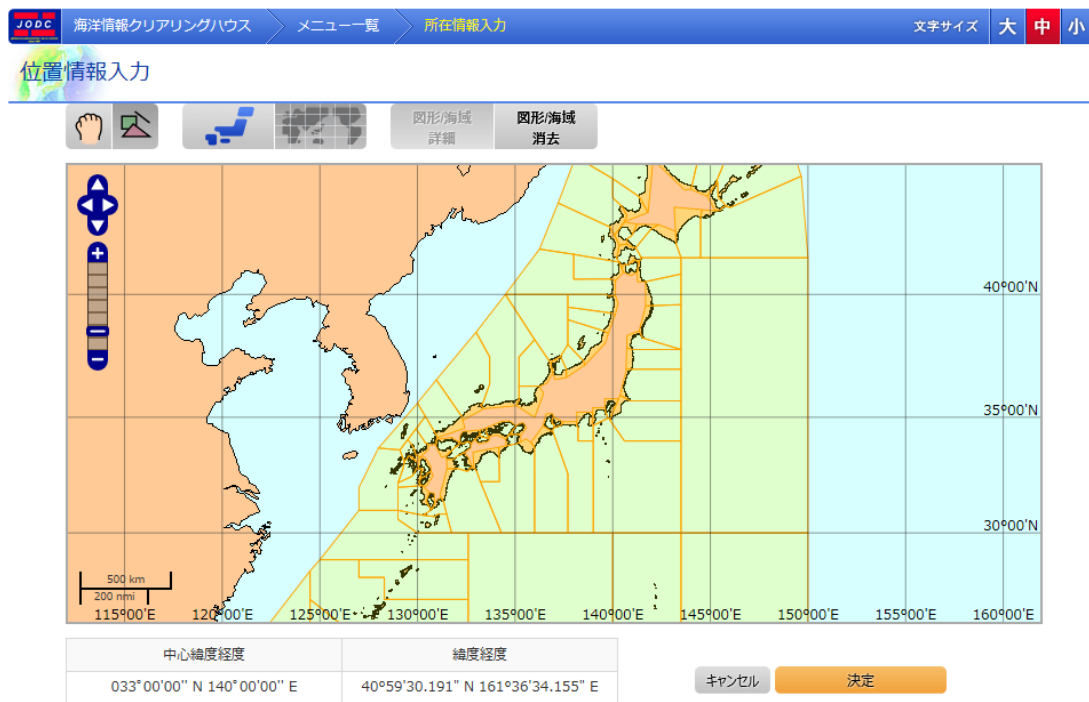 JODC 海洋情報クリアリングハウス メニュー一覧 所在情報入力 文字サイズ 大 中 小
位置情報入力
図形/海域 詳細
図形/海域 消去
40°00'N
35°00'N
30°00'N
500 km
200 nmi
115°00'E 120°00'E 125°00'E 130°00'E 135°00'E 140°00'E 145°00'E 150°00'E 155°00'E 160°00'E
中心緯度経度 緯度経度
033°00'00'' N 140°00'00'' E 40°59'30.191" N 161°36'34.155" E
キャンセル 決定